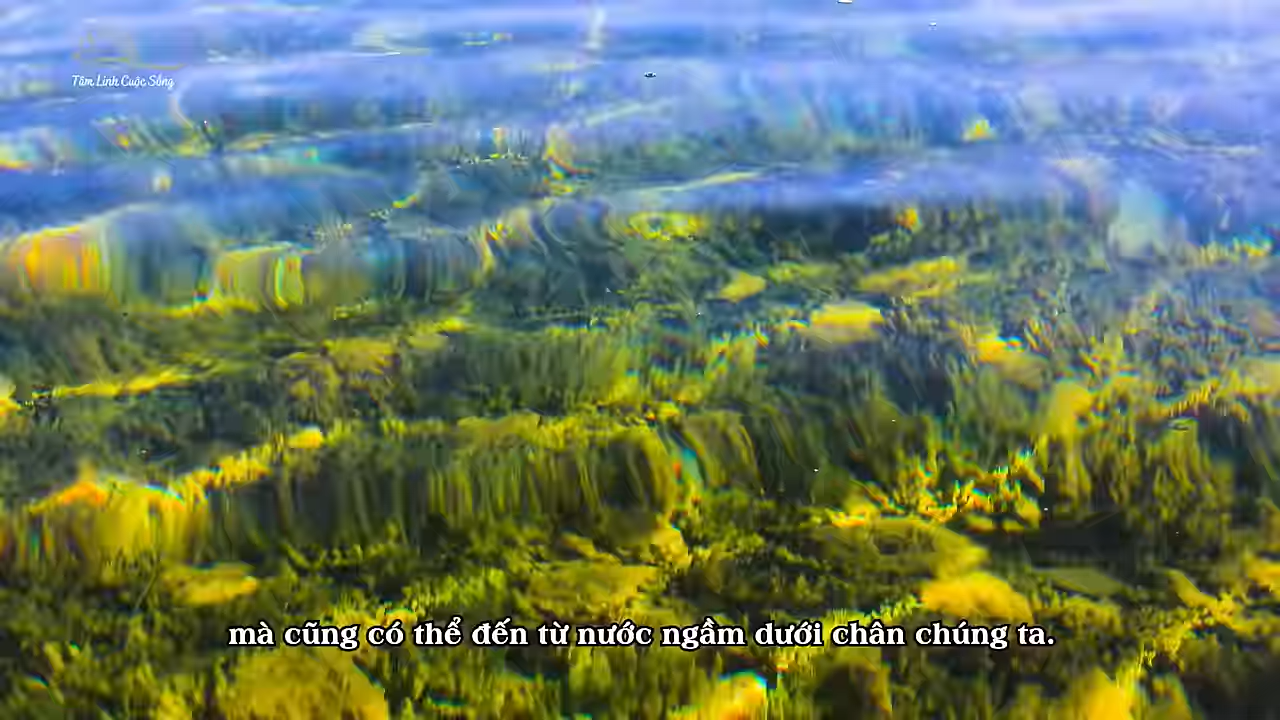 Tâm Linh Cuộc Sống
mà cũng có thể đến từ nước ngầm dưới chân chúng ta.